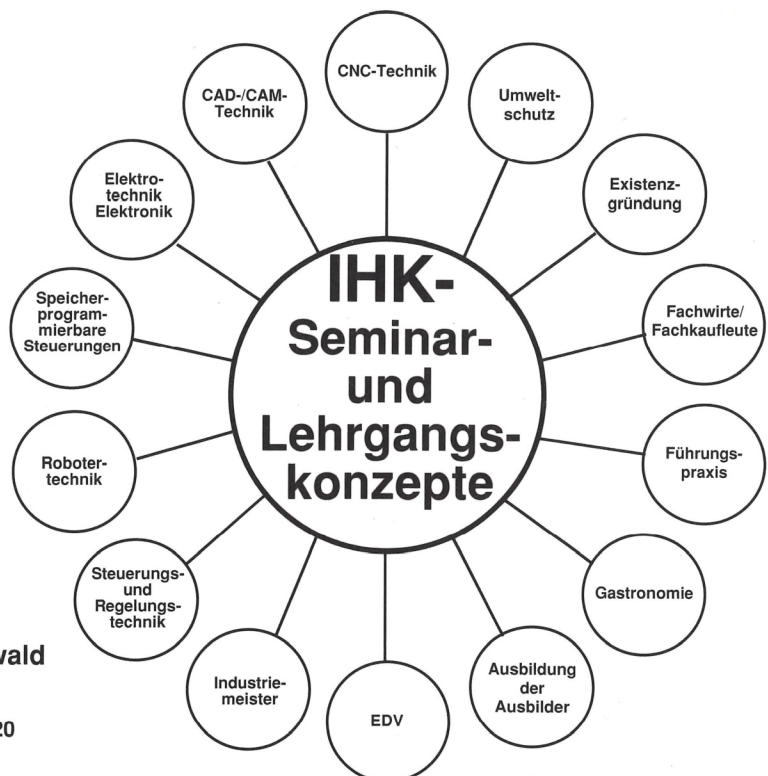 CNC-Technik
Umwelt-
schutz
Existenz-
gründung
Fachwirte/
Fachkaufleute
Führungs-
praxis
Gastronomie
Ausbildung
der
Ausbilder
EDV
Industrie-
meister
Steuerungs-
und
Regelungs-
technik
Roboter-
technik
Speicher-
program-
mierbare
Steuerungen
Elektro-
technik
Elektronik
CAD-/CAM-
Technik
IHK-
Seminar-
und
Lehrgangs-
konzepte
20